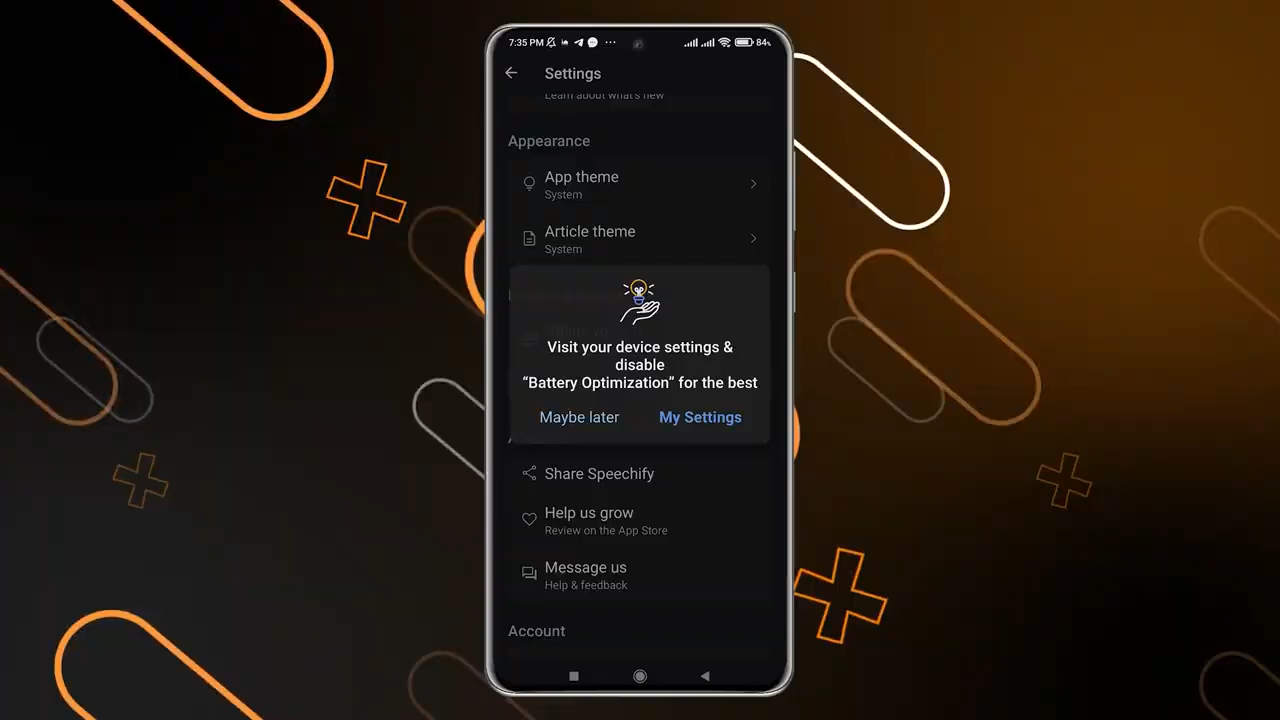 7:35 PM
84%
Settings
Learn about what's new
Appearance
App theme
System
Article theme
System
Visit your device settings &
disable
“Battery Optimization” for the best
Maybe later
My Settings
Share Speechify
Help us grow
Review on the App Store
Message us
Help & feedback
Account